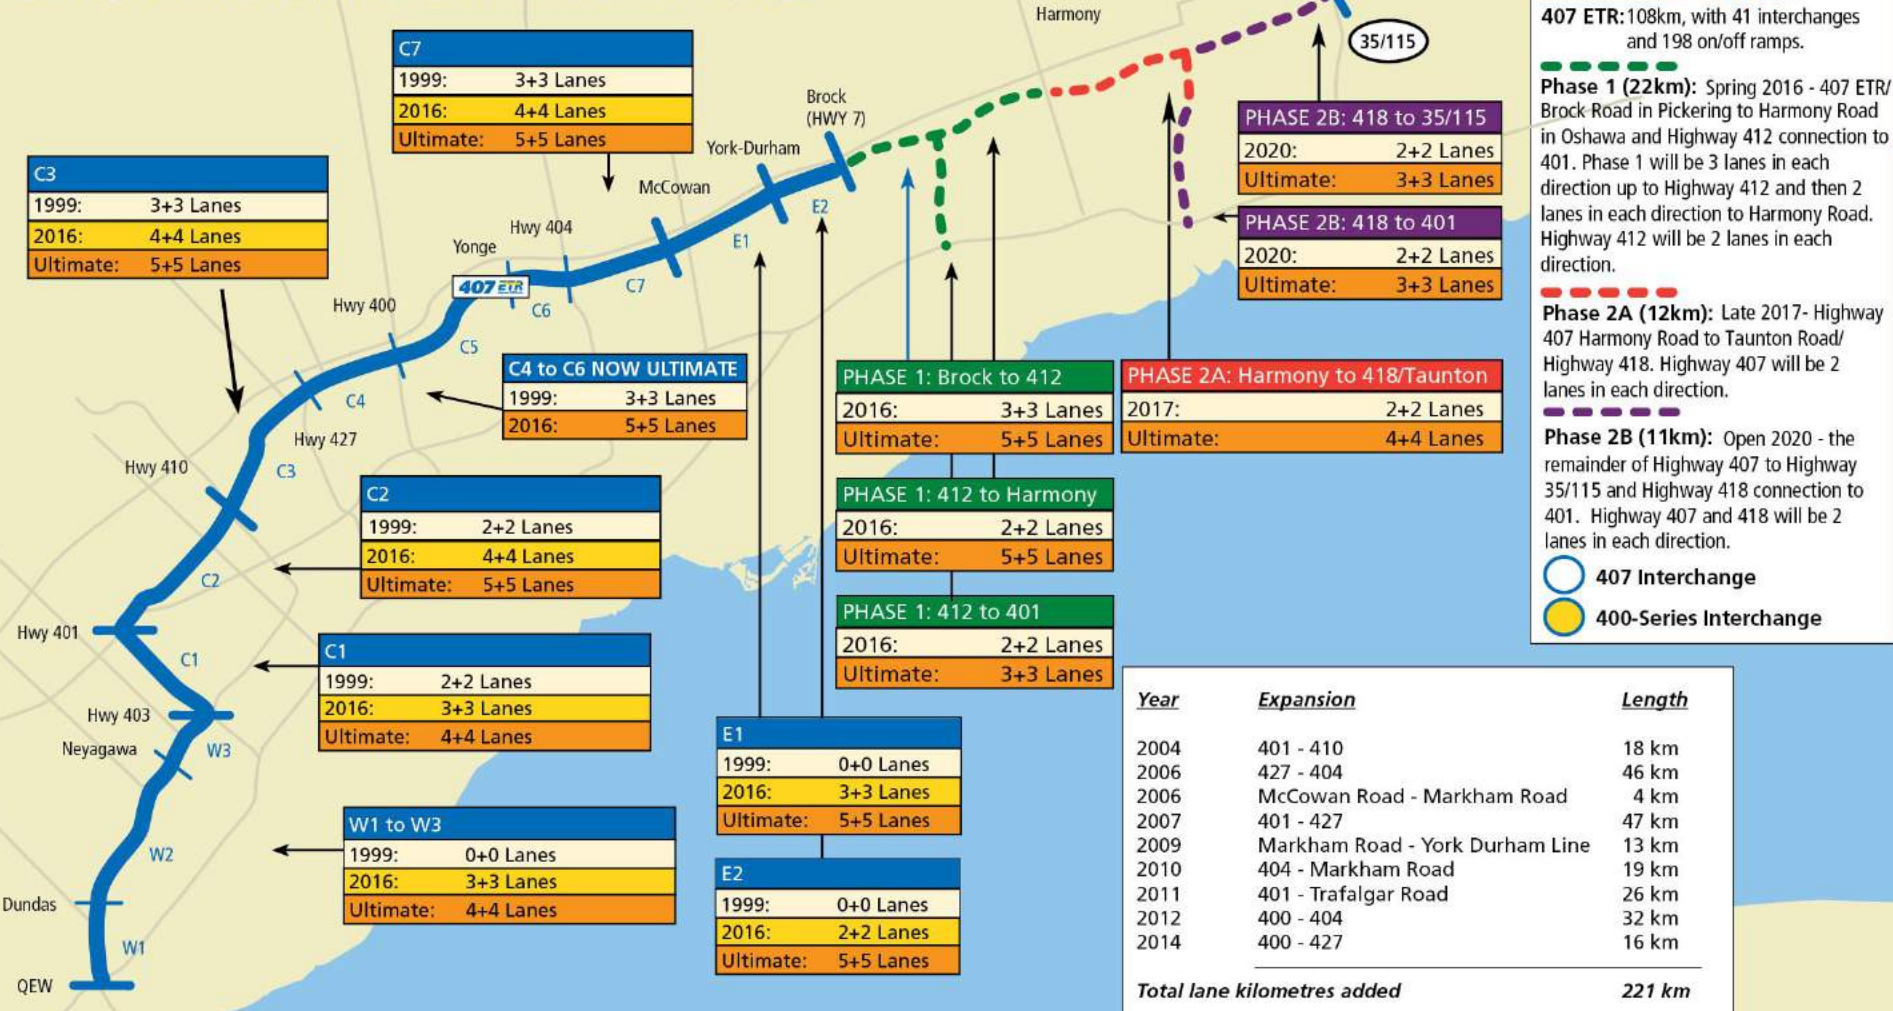 Harmony
35/115
C7
1999: 3+3 Lanes
2016: 4+4 Lanes
Ultimate: 5+5 Lanes
Brock
(HWY 7)
York-Durham
McCowan
Hwy 404
Yonge
407 ETR
Hwy 400
Hwy 427
Hwy 410
Hwy 401
Hwy 403
Neyagawa
Dundas
QEW
E2
E1
C7
C6
C5
C4
C3
C2
C1
W3
W2
W1
C3
1999: 3+3 Lanes
2016: 4+4 Lanes
Ultimate: 5+5 Lanes
C4 to C6 NOW ULTIMATE
1999: 3+3 Lanes
2016: 5+5 Lanes
C2
1999: 2+2 Lanes
2016: 4+4 Lanes
Ultimate: 5+5 Lanes
C1
1999: 2+2 Lanes
2016: 3+3 Lanes
Ultimate: 4+4 Lanes
W1 to W3
1999: 0+0 Lanes
2016: 3+3 Lanes
Ultimate: 4+4 Lanes
E1
1999: 0+0 Lanes
2016: 3+3 Lanes
Ultimate: 5+5 Lanes
E2
1999: 0+0 Lanes
2016: 2+2 Lanes
Ultimate: 5+5 Lanes
PHASE 1: Brock to 412
2016: 3+3 Lanes
Ultimate: 5+5 Lanes
PHASE 1: 412 to Harmony
2016: 2+2 Lanes
Ultimate: 5+5 Lanes
PHASE 1: 412 to 401
2016: 2+2 Lanes
Ultimate: 3+3 Lanes
PHASE 2A: Harmony to 418/Taunton
2017: 2+2 Lanes
Ultimate: 4+4 Lanes
PHASE 2B: 418 to 35/115
2020: 2+2 Lanes
Ultimate: 3+3 Lanes
PHASE 2B: 418 to 401
2020: 2+2 Lanes
Ultimate: 3+3 Lanes
407 ETR: 108km, with 41 interchanges
and 198 on/off ramps.
Phase 1 (22km): Spring 2016 - 407 ETR/
Brock Road in Pickering to Harmony Road
in Oshawa and Highway 412 connection to
401. Phase 1 will be 3 lanes in each
direction up to Highway 412 and then 2
lanes in each direction to Harmony Road.
Highway 412 will be 2 lanes in each
direction.
Phase 2A (12km): Late 2017- Highway
407 Harmony Road to Taunton Road/
Highway 418. Highway 407 will be 2
lanes in each direction.
Phase 2B (11km): Open 2020 - the
remainder of Highway 407 to Highway
35/115 and Highway 418 connection to
401. Highway 407 and 418 will be 2
lanes in each direction.
407 Interchange
400-Series Interchange
Year Expansion Length
2004 401 - 410 18 km
2006 427 - 404 46 km
2006 McCowan Road - Markham Road 4 km
2007 401 - 427 47 km
2009 Markham Road - York Durham Line 13 km
2010 404 - Markham Road 19 km
2011 401 - Trafalgar Road 26 km
2012 400 - 404 32 km
2014 400 - 427 16 km
Total lane kilometres added 221 km